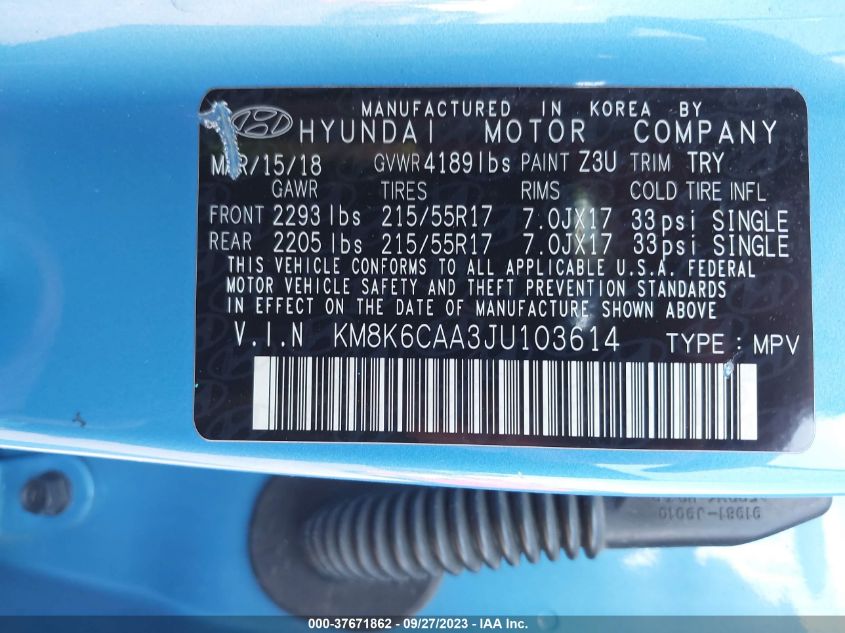 MANUFACTURED IN KOREA BY
HYUNDAI MOTOR COMPANY
MAR/15/18 GVWR 4189 lbs PAINT Z3U TRIM TRY
GAWR TIRES RIMS COLD TIRE INFL
FRONT 2293 lbs 215/55R17 7.0JX17 33psi SINGLE
REAR 2205 lbs 215/55R17 7.0JX17 33psi SINGLE
THIS VEHICLE CONFORMS TO ALL APPLICABLE U.S.A. FEDERAL
MOTOR VEHICLE SAFETY AND THEFT PREVENTION STANDARDS
IN EFFECT ON THE DATE OF MANUFACTURE SHOWN ABOVE
V.I.N KM8K6CAA3JU103614 TYPE : MPV
91981-J9010
000-37671862 - 09/27/2023 - IAAI.com